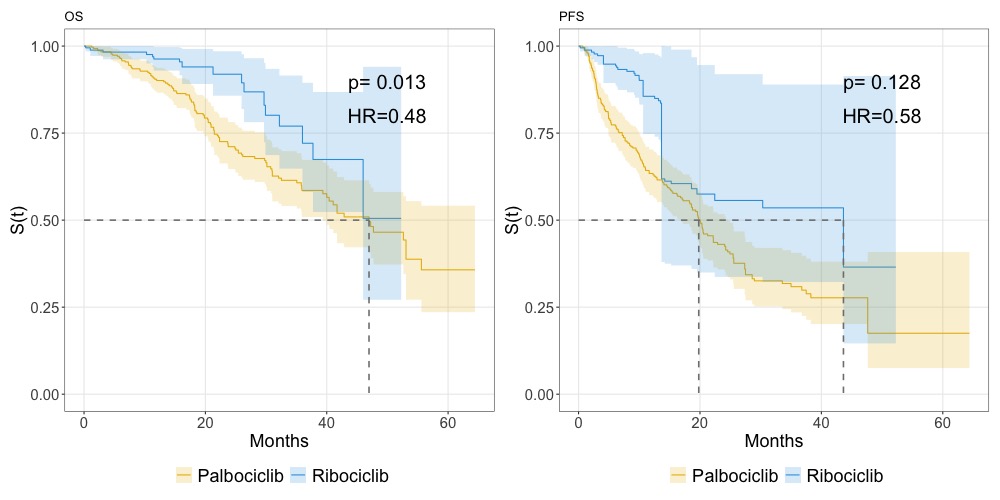 OS
S(t)
1.00
0.75
0.50
0.25
0.00
p= 0.013
HR=0.48
0 20 40 60
Months
Palbociclib Ribociclib
PFS
S(t)
1.00
0.75
0.50
0.25
0.00
p= 0.128
HR=0.58
0 20 40 60
Months
Palbociclib Ribociclib